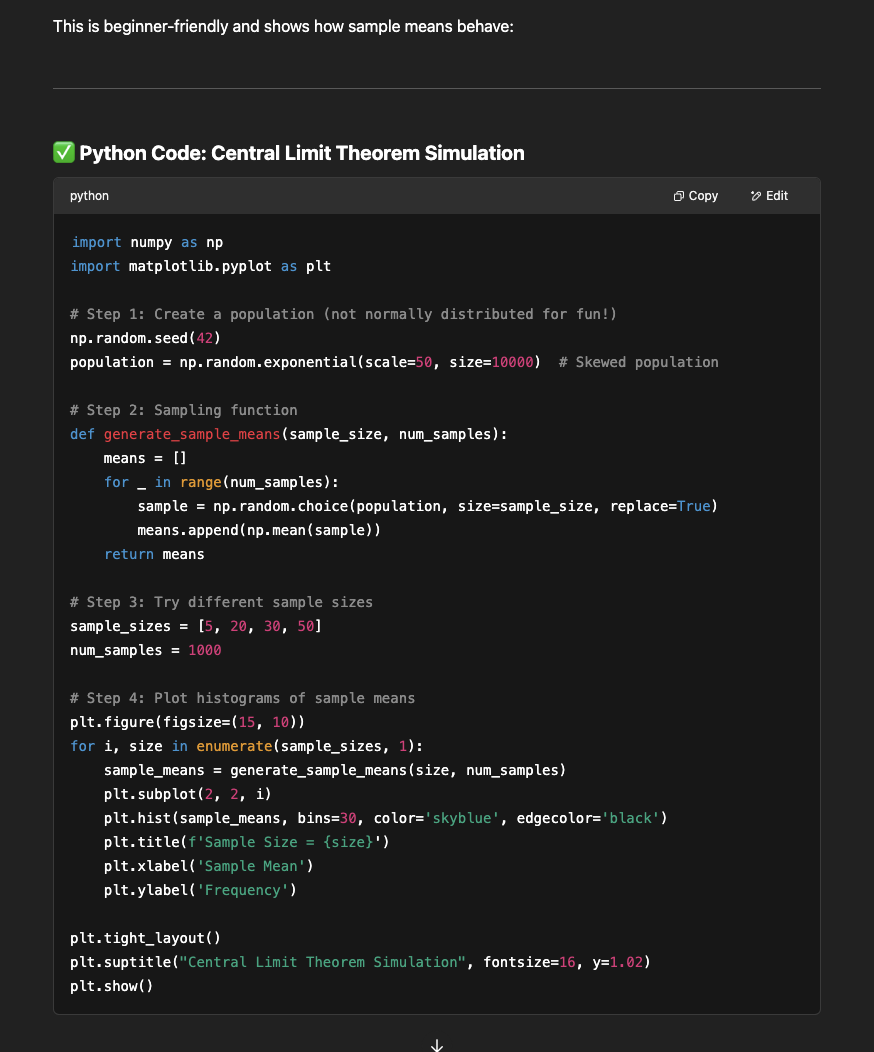 This is beginner-friendly and shows how sample means behave:
✅ Python Code: Central Limit Theorem Simulation
python
Copy
Edit
import numpy as np
import matplotlib.pyplot as plt
# Step 1: Create a population (not normally distributed for fun!)
np.random.seed(42)
population = np.random.exponential(scale=50, size=10000)  # Skewed population
# Step 2: Sampling function
def generate_sample_means(sample_size, num_samples):
    means = []
    for _ in range(num_samples):
        sample = np.random.choice(population, size=sample_size, replace=True)
        means.append(np.mean(sample))
    return means
# Step 3: Try different sample sizes
sample_sizes = [5, 20, 30, 50]
num_samples = 1000
# Step 4: Plot histograms of sample means
plt.figure(figsize=(15, 10))
for i, size in enumerate(sample_sizes, 1):
    sample_means = generate_sample_means(size, num_samples)
    plt.subplot(2, 2, i)
    plt.hist(sample_means, bins=30, color='skyblue', edgecolor='black')
    plt.title(f'Sample Size = {size}')
    plt.xlabel('Sample Mean')
    plt.ylabel('Frequency')
plt.tight_layout()
plt.suptitle("Central Limit Theorem Simulation", fontsize=16, y=1.02)
plt.show()